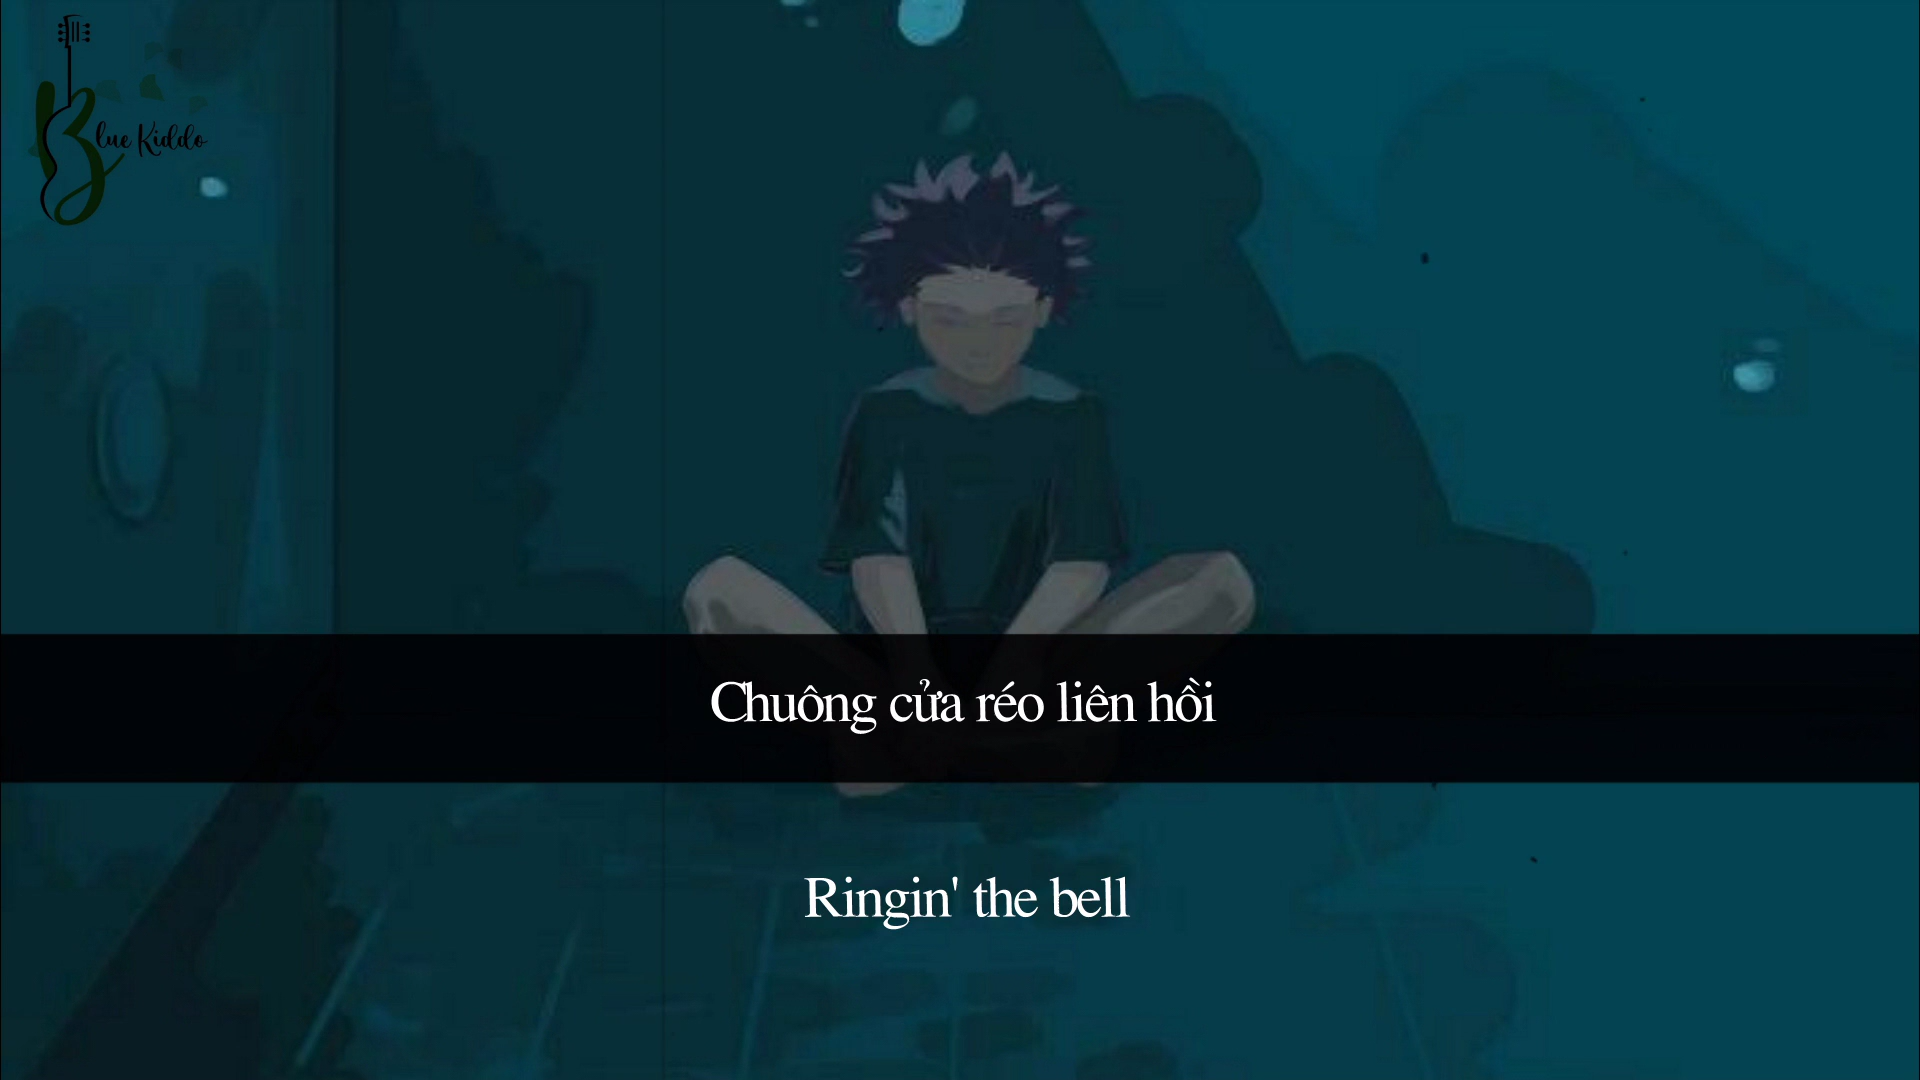 Blue Kiddo
Chuông cửa réo liên hồi
Ringin' the bell